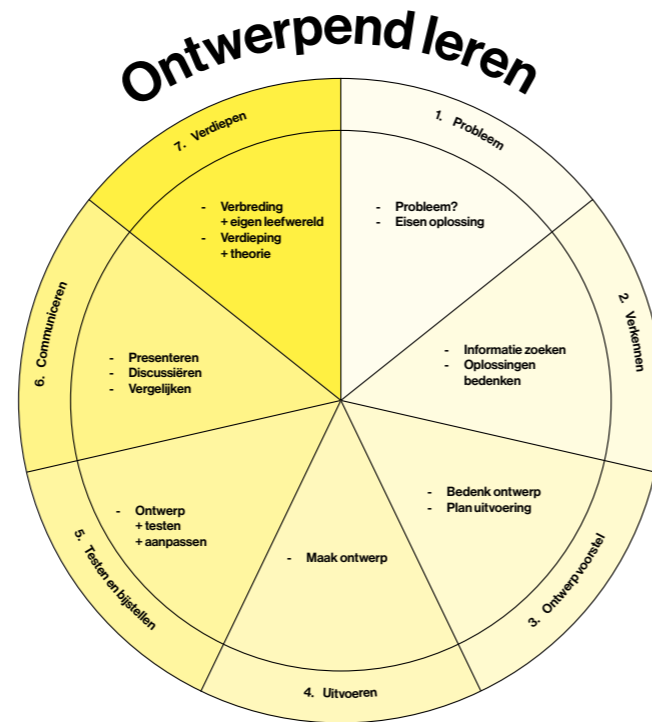 Ontwerpend leren
1. Probleem
- Probleem?
- Eisen oplossing
2. Verkennen
- Informatie zoeken
- Oplossingen
bedenken
3. Ontwerpvoorstel
- Bedenk ontwerp
- Plan uitvoering
4. Uitvoeren
- Maak ontwerp
5. Testen en bijstellen
- Ontwerp
+ testen
+ aanpassen
6. Communiceren
- Presenteren
- Discussiëren
- Vergelijken
7. Verdiepen
- Verbreding
+ eigen leefwereld
- Verdieping
+ theorie